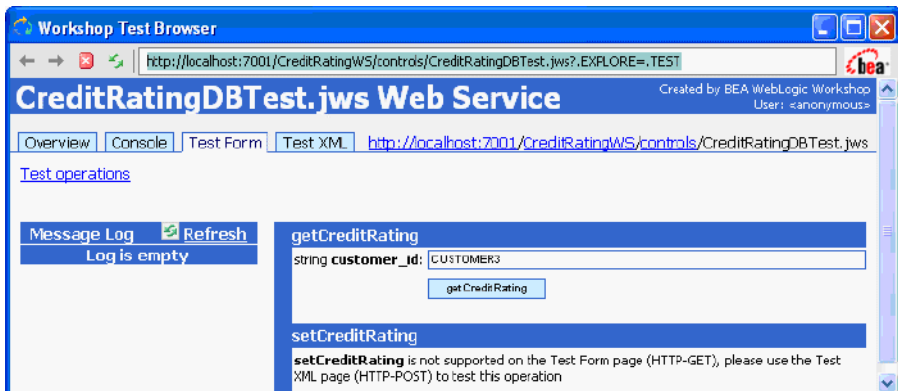 Workshop Test Browser
http://localhost:7001/CreditRatingWS/controls/CreditRatingDBTest.jws?.EXPLORE=.TEST
bea
CreditRatingDBTest.jws Web Service
Created by BEA WebLogic Workshop
User: <anonymous>
Overview Console Test Form Test XML http://localhost:7001/CreditRatingWS/controls/CreditRatingDBTest.jws
Test operations
Message Log Refresh
Log is empty
getCreditRating
string customer_id: CUSTOMER3
getCreditRating
setCreditRating
setCreditRating is not supported on the Test Form page (HTTP-GET), please use the Test
XML page (HTTP-POST) to test this operation